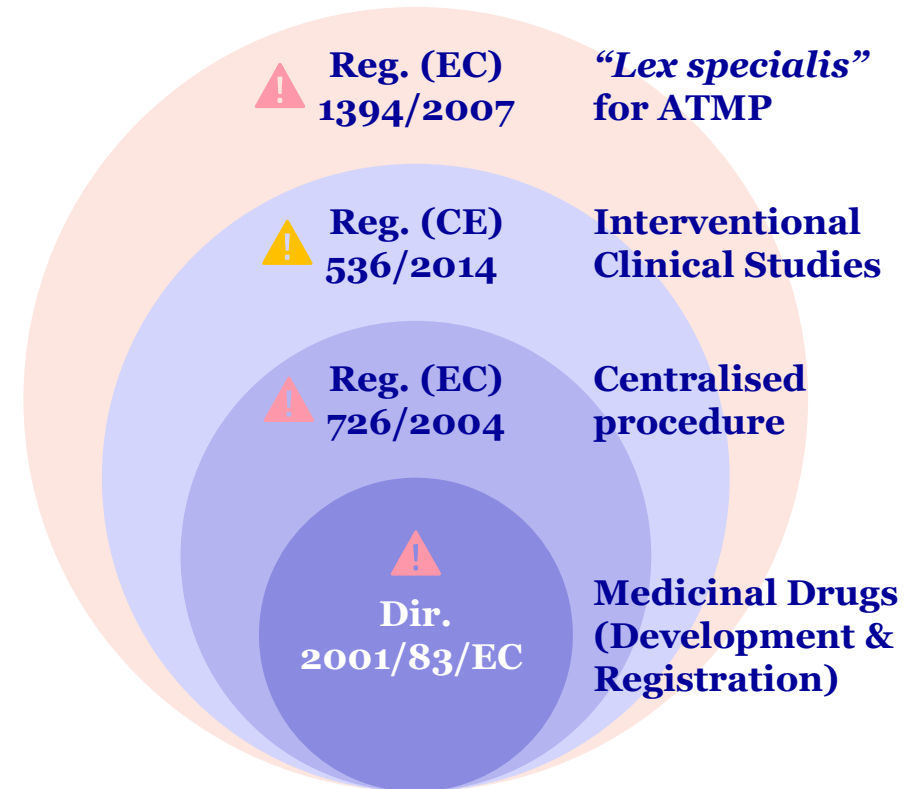 Reg. (EC)
1394/2007
“Lex specialis”
for ATMP
Reg. (CE)
536/2014
Interventional
Clinical Studies
Reg. (EC)
726/2004
Centralised
procedure
Dir.
2001/83/EC
Medicinal Drugs
(Development &
Registration)